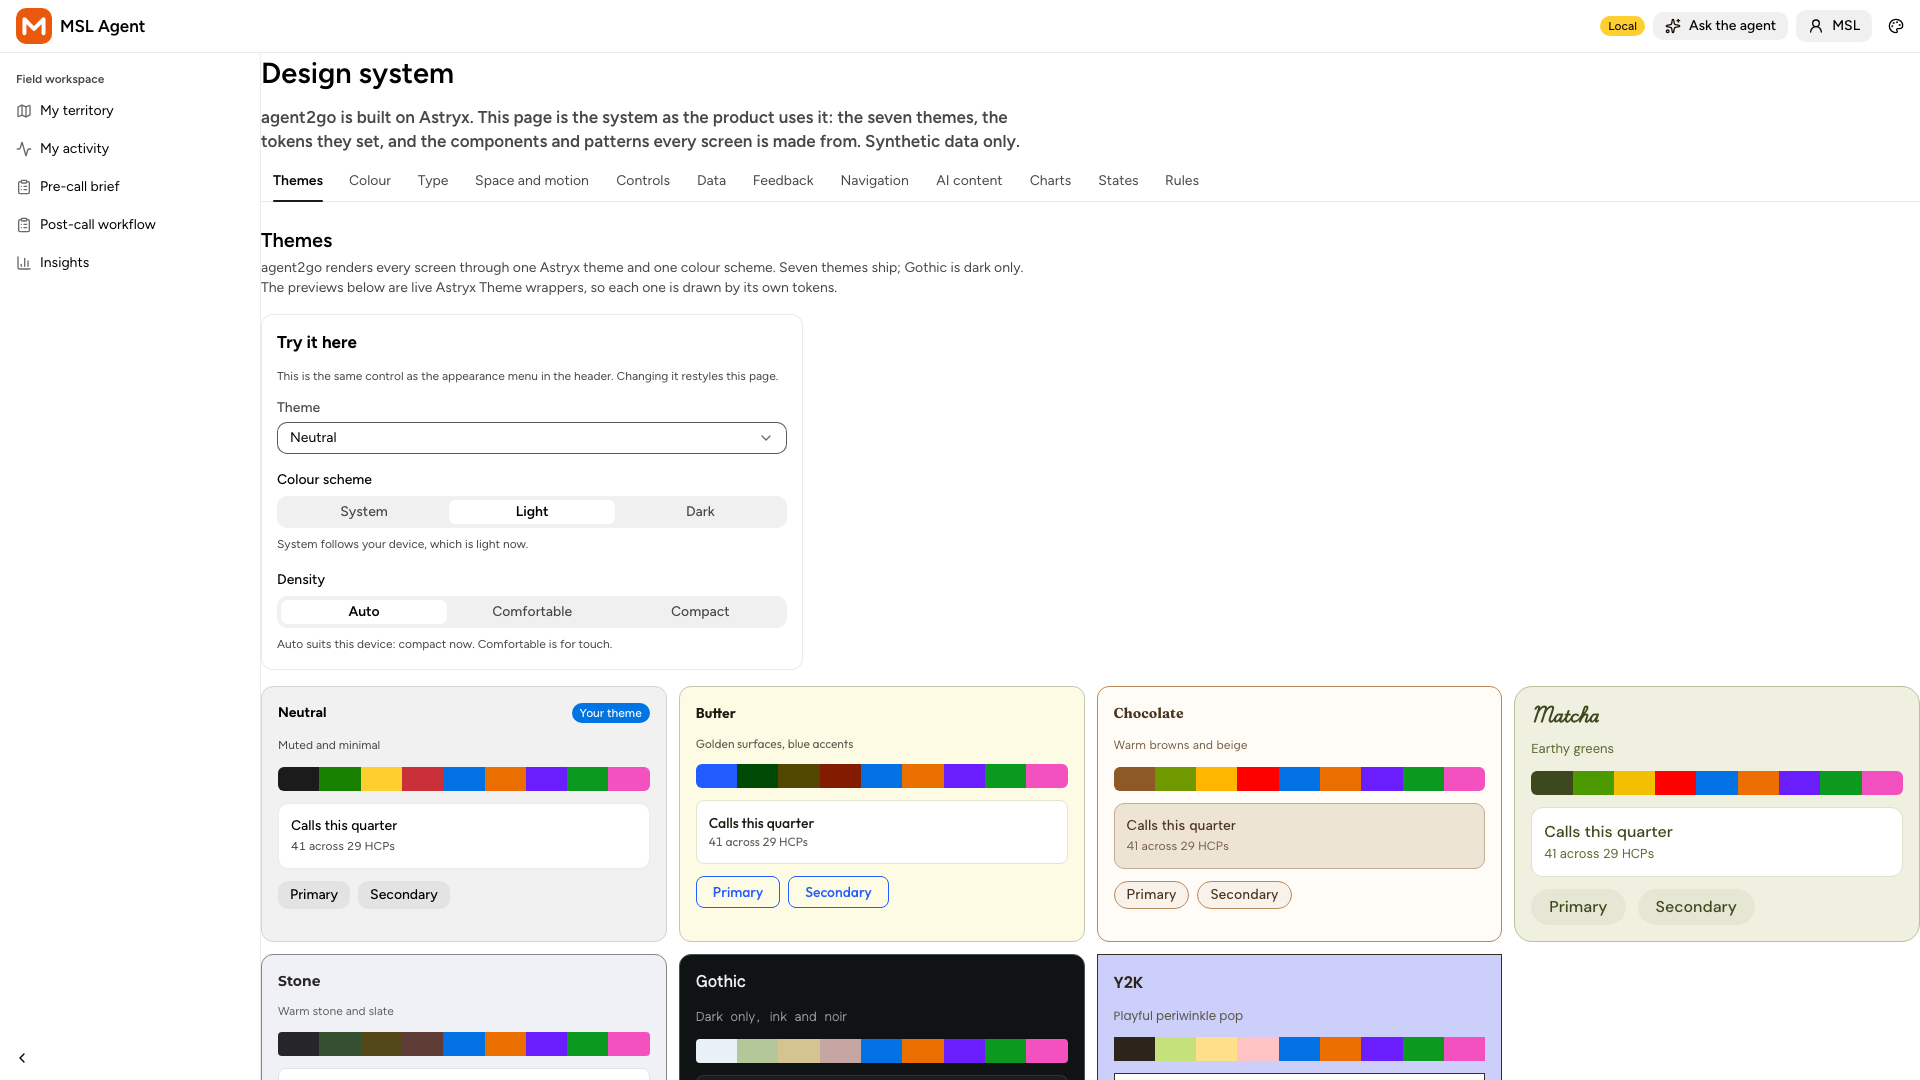 MSL Agent
Local
Ask the agent
MSL
Field workspace
My territory
My activity
Pre-call brief
Post-call workflow
Insights
Design system
agent2go is built on Astryx. This page is the system as the product uses it: the seven themes, the
tokens they set, and the components and patterns every screen is made from. Synthetic data only.
Themes Colour Type Space and motion Controls Data Feedback Navigation AI content Charts States Rules
Themes
agent2go renders every screen through one Astryx theme and one colour scheme. Seven themes ship; Gothic is dark only.
The previews below are live Astryx Theme wrappers, so each one is drawn by its own tokens.
Try it here
This is the same control as the appearance menu in the header. Changing it restyles this page.
Theme
Neutral
Colour scheme
System Light Dark
System follows your device, which is light now.
Density
Auto Comfortable Compact
Auto suits this device: compact now. Comfortable is for touch.
Neutral
Your theme
Muted and minimal
Calls this quarter
41 across 29 HCPs
Primary Secondary
Butter
Golden surfaces, blue accents
Calls this quarter
41 across 29 HCPs
Primary Secondary
Chocolate
Warm browns and beige
Calls this quarter
41 across 29 HCPs
Primary Secondary
Matcha
Earthy greens
Calls this quarter
41 across 29 HCPs
Primary Secondary
Stone
Warm stone and slate
Gothic
Dark only, ink and noir
Y2K
Playful periwinkle pop